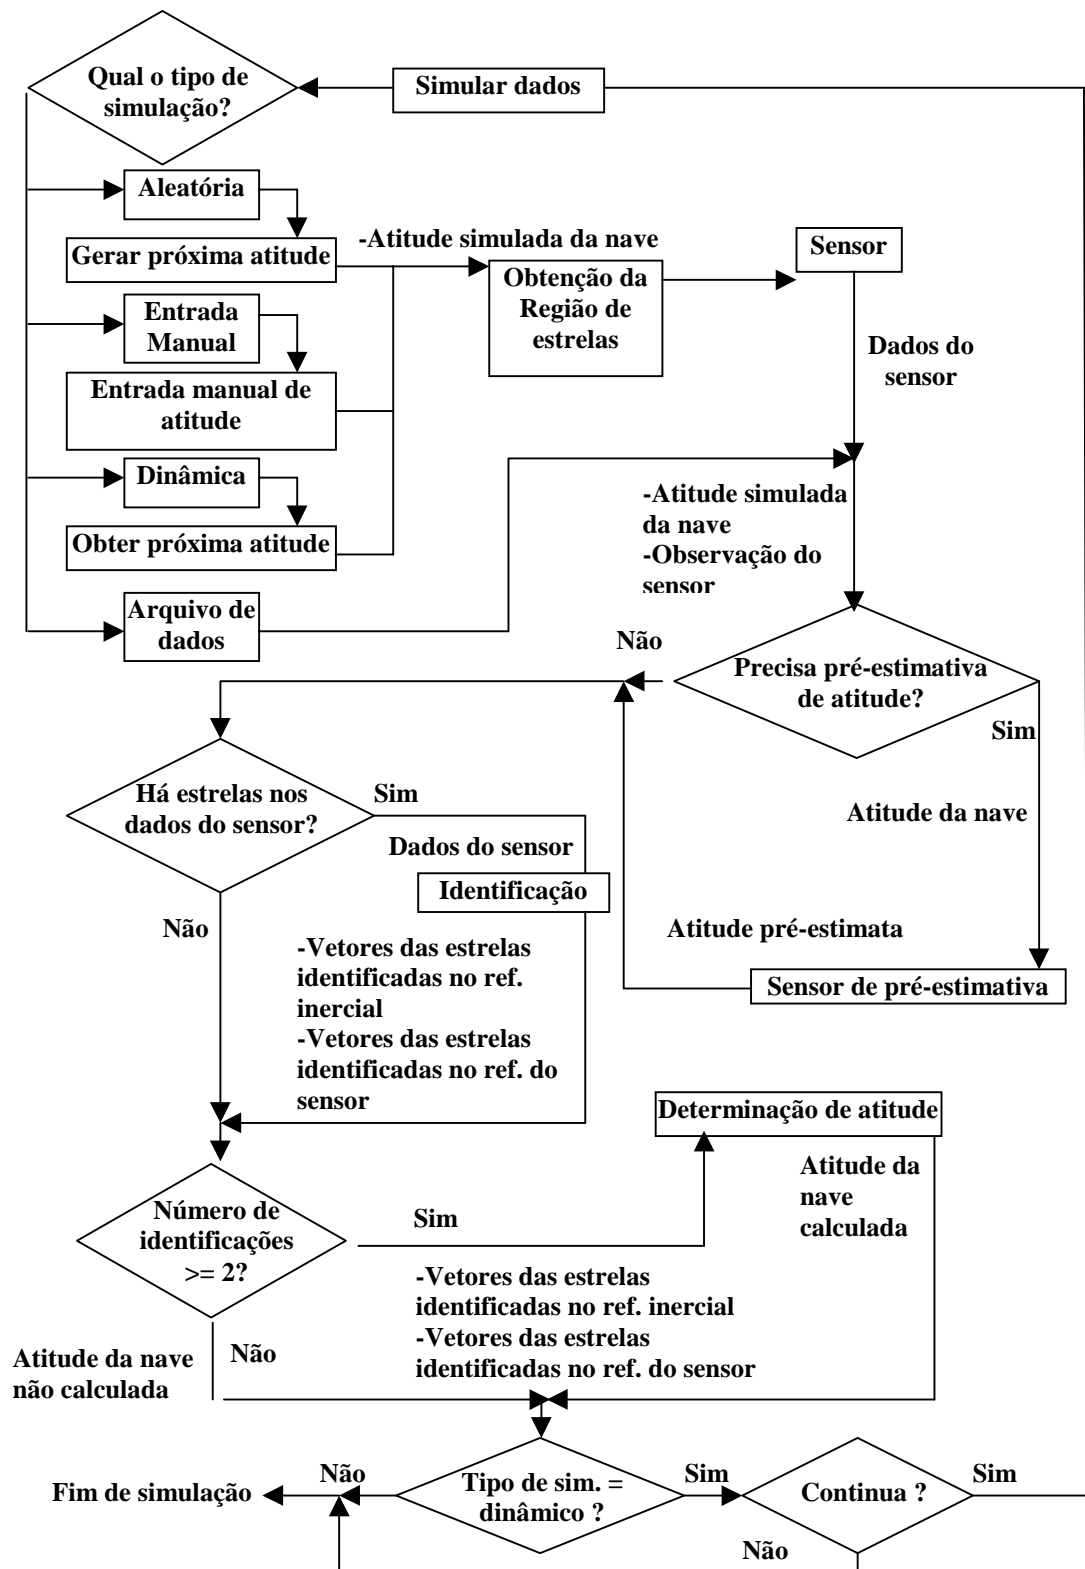 Qual o tipo de
simulação?
Simular dados
Aleatória
Gerar próxima atitude
-Atitude simulada da nave
Obtenção da
Região de
estrelas
Sensor
Entrada
Manual
Dados do
sensor
Entrada manual de
atitude
Dinâmica
-Atitude simulada
da nave
-Observação do
sensor
Obter próxima atitude
Arquivo de
dados
Não
Precisa pré-estimativa
de atitude?
Sim
Há estrelas nos
dados do sensor?
Sim
Atitude da nave
Dados do sensor
Identificação
Não
Atitude pré-estimata
-Vetores das estrelas
identificadas no ref.
inercial
-Vetores das estrelas
identificadas no ref. do
sensor
Sensor de pré-estimativa
Determinação de atitude
Atitude da
nave
calculada
Número de
identificações
>= 2?
Sim
-Vetores das estrelas
identificadas no ref. inercial
-Vetores das estrelas
identificadas no ref. do sensor
Atitude da nave
não calculada
Não
Fim de simulação
Não
Tipo de sim. =
dinâmico ?
Sim
Continua ?
Sim
Não